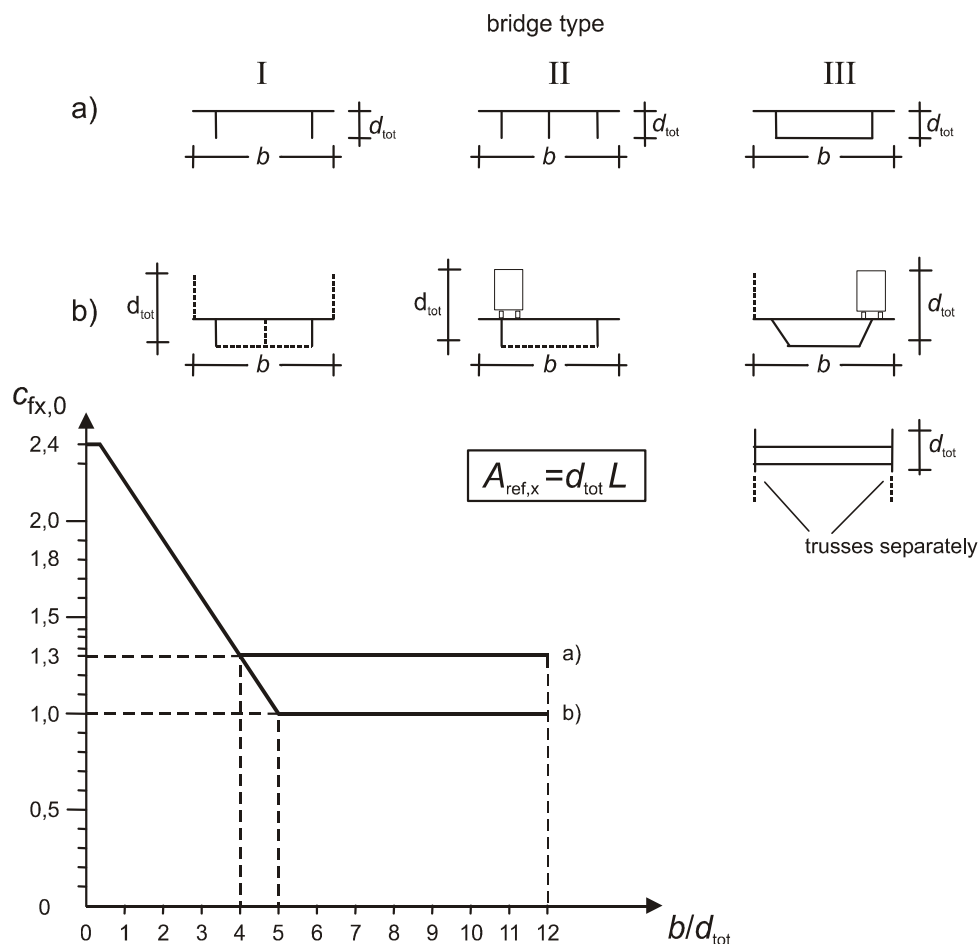 bridge type
I II III
a) d_tot d_tot d_tot
b b b
b) d_tot d_tot d_tot
b b b
c_fx,0
2,4
A_ref,x = d_tot L
d_tot
2,0
trusses separately
1,8
1,5
1,3
a)
1,0
b)
0,5
0
0 1 2 3 4 5 6 7 8 9 10 11 12
b/d_tot